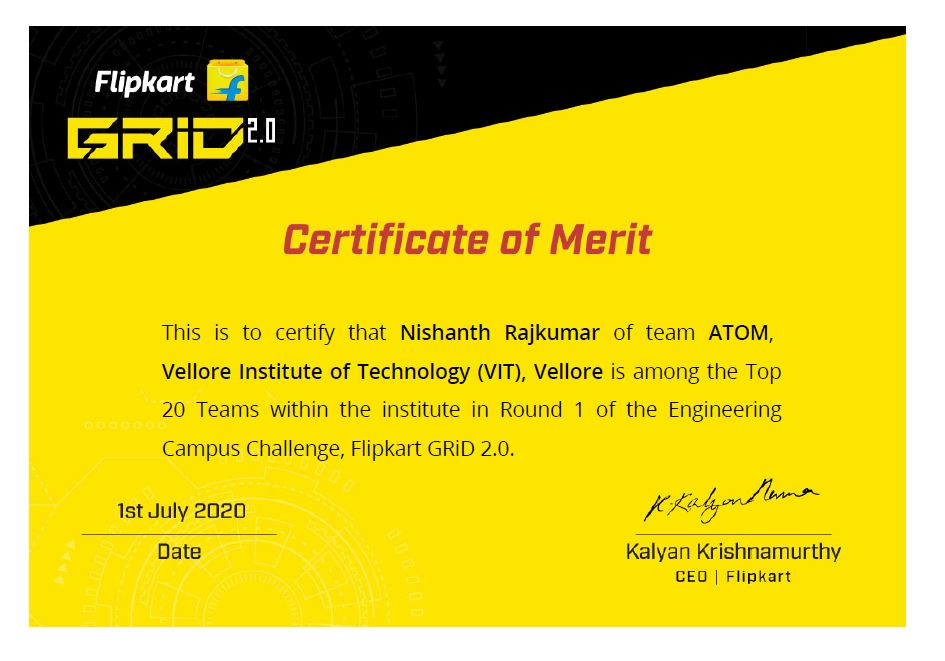 Flipkart
GRiD 2.0
Certificate of Merit
This is to certify that Nishanth Rajkumar of team ATOM,
Vellore Institute of Technology (VIT), Vellore is among the Top
20 Teams within the institute in Round 1 of the Engineering
Campus Challenge, Flipkart GRiD 2.0.
K. Kalyan
1st July 2020
Date
Kalyan Krishnamurthy
CEO | Flipkart